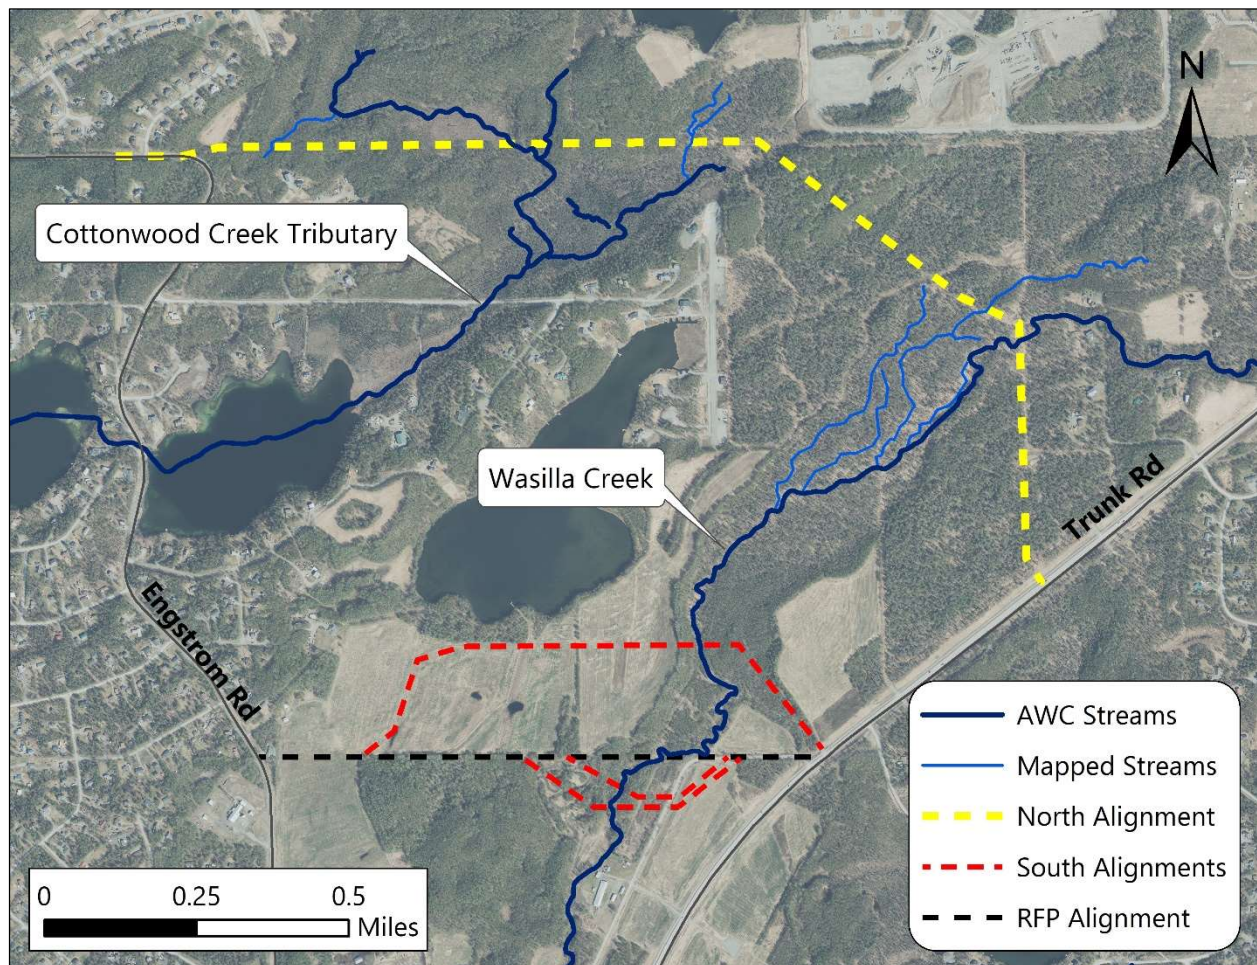 N
Cottonwood Creek Tributary
Wasilla Creek
Trunk Rd
Engstrom Rd
AWC Streams
Mapped Streams
North Alignment
South Alignments
RFP Alignment
0 0.25 0.5
Miles